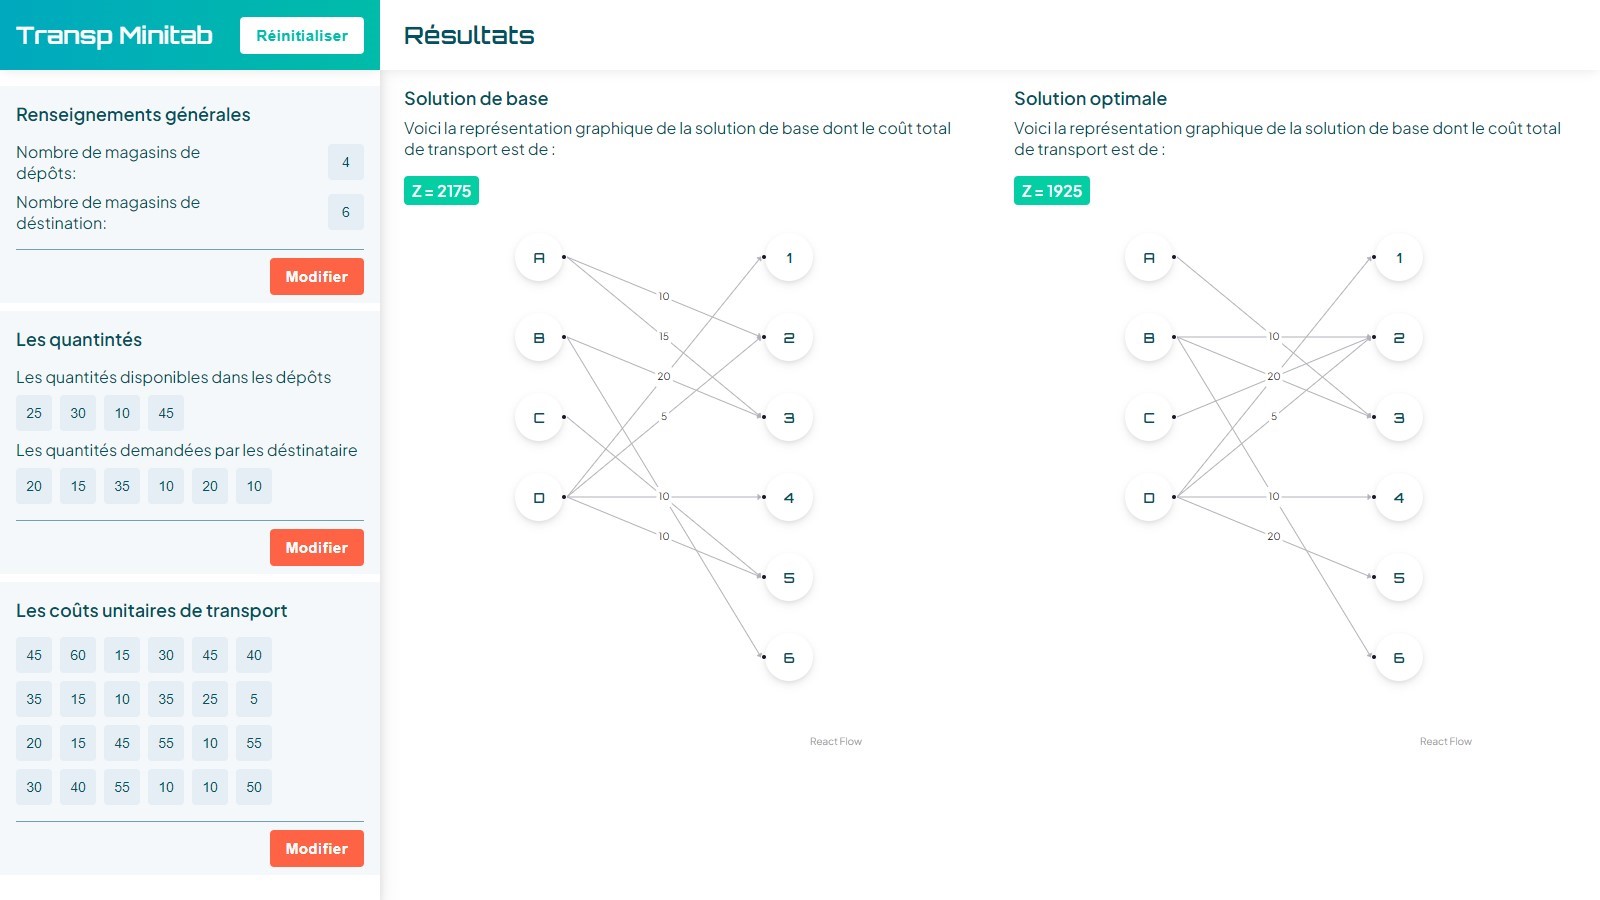 Transp Minitab
Réinitialiser
Renseignements générales
Nombre de magasins de
dépôts:
4
Nombre de magasins de
déstination:
6
Modifier
Les quantintés
Les quantités disponibles dans les dépôts
25 30 10 45
Les quantités demandées par les déstinataire
20 15 35 10 20 10
Modifier
Les coûts unitaires de transport
45 60 15 30 45 40
35 15 10 35 25 5
20 15 45 55 10 55
30 40 55 10 10 50
Modifier
Résultats
Solution de base
Voici la représentation graphique de la solution de base dont le coût total
de transport est de :
Z = 2175
A
1
10
B
15
2
20
C
5
3
D
10
4
10
5
6
React Flow
Solution optimale
Voici la représentation graphique de la solution de base dont le coût total
de transport est de :
Z = 1925
A
1
B
10
2
20
C
5
3
D
10
4
20
5
6
React Flow